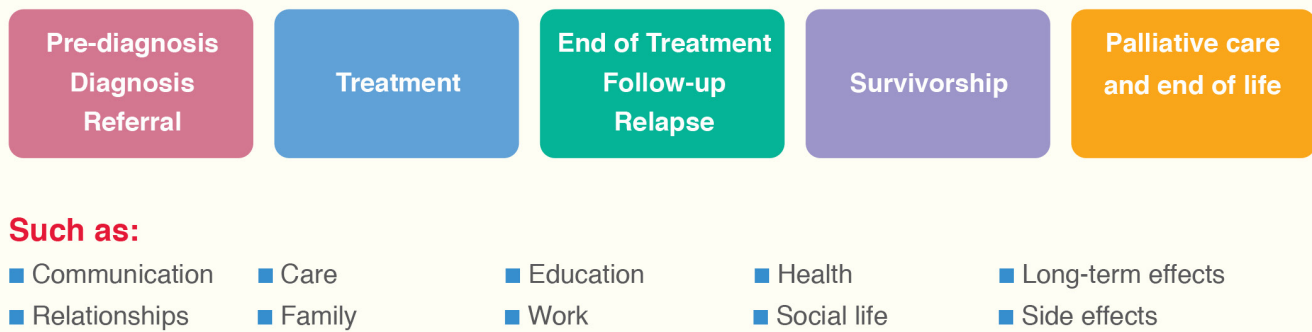 Pre-diagnosis
Diagnosis
Referral
Treatment
End of Treatment
Follow-up
Relapse
Survivorship
Palliative care
and end of life
Such as:
Communication
Care
Education
Health
Long-term effects
Relationships
Family
Work
Social life
Side effects